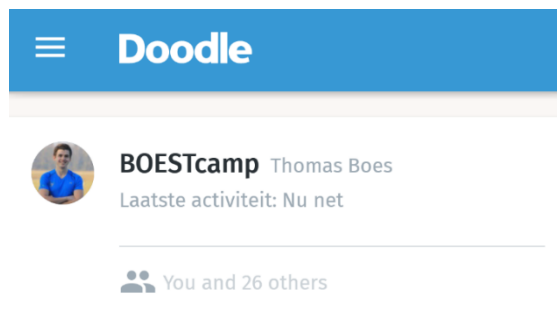 Doodle
BOESTcamp Thomas Boes
Laatste activiteit: Nu net
You and 26 others